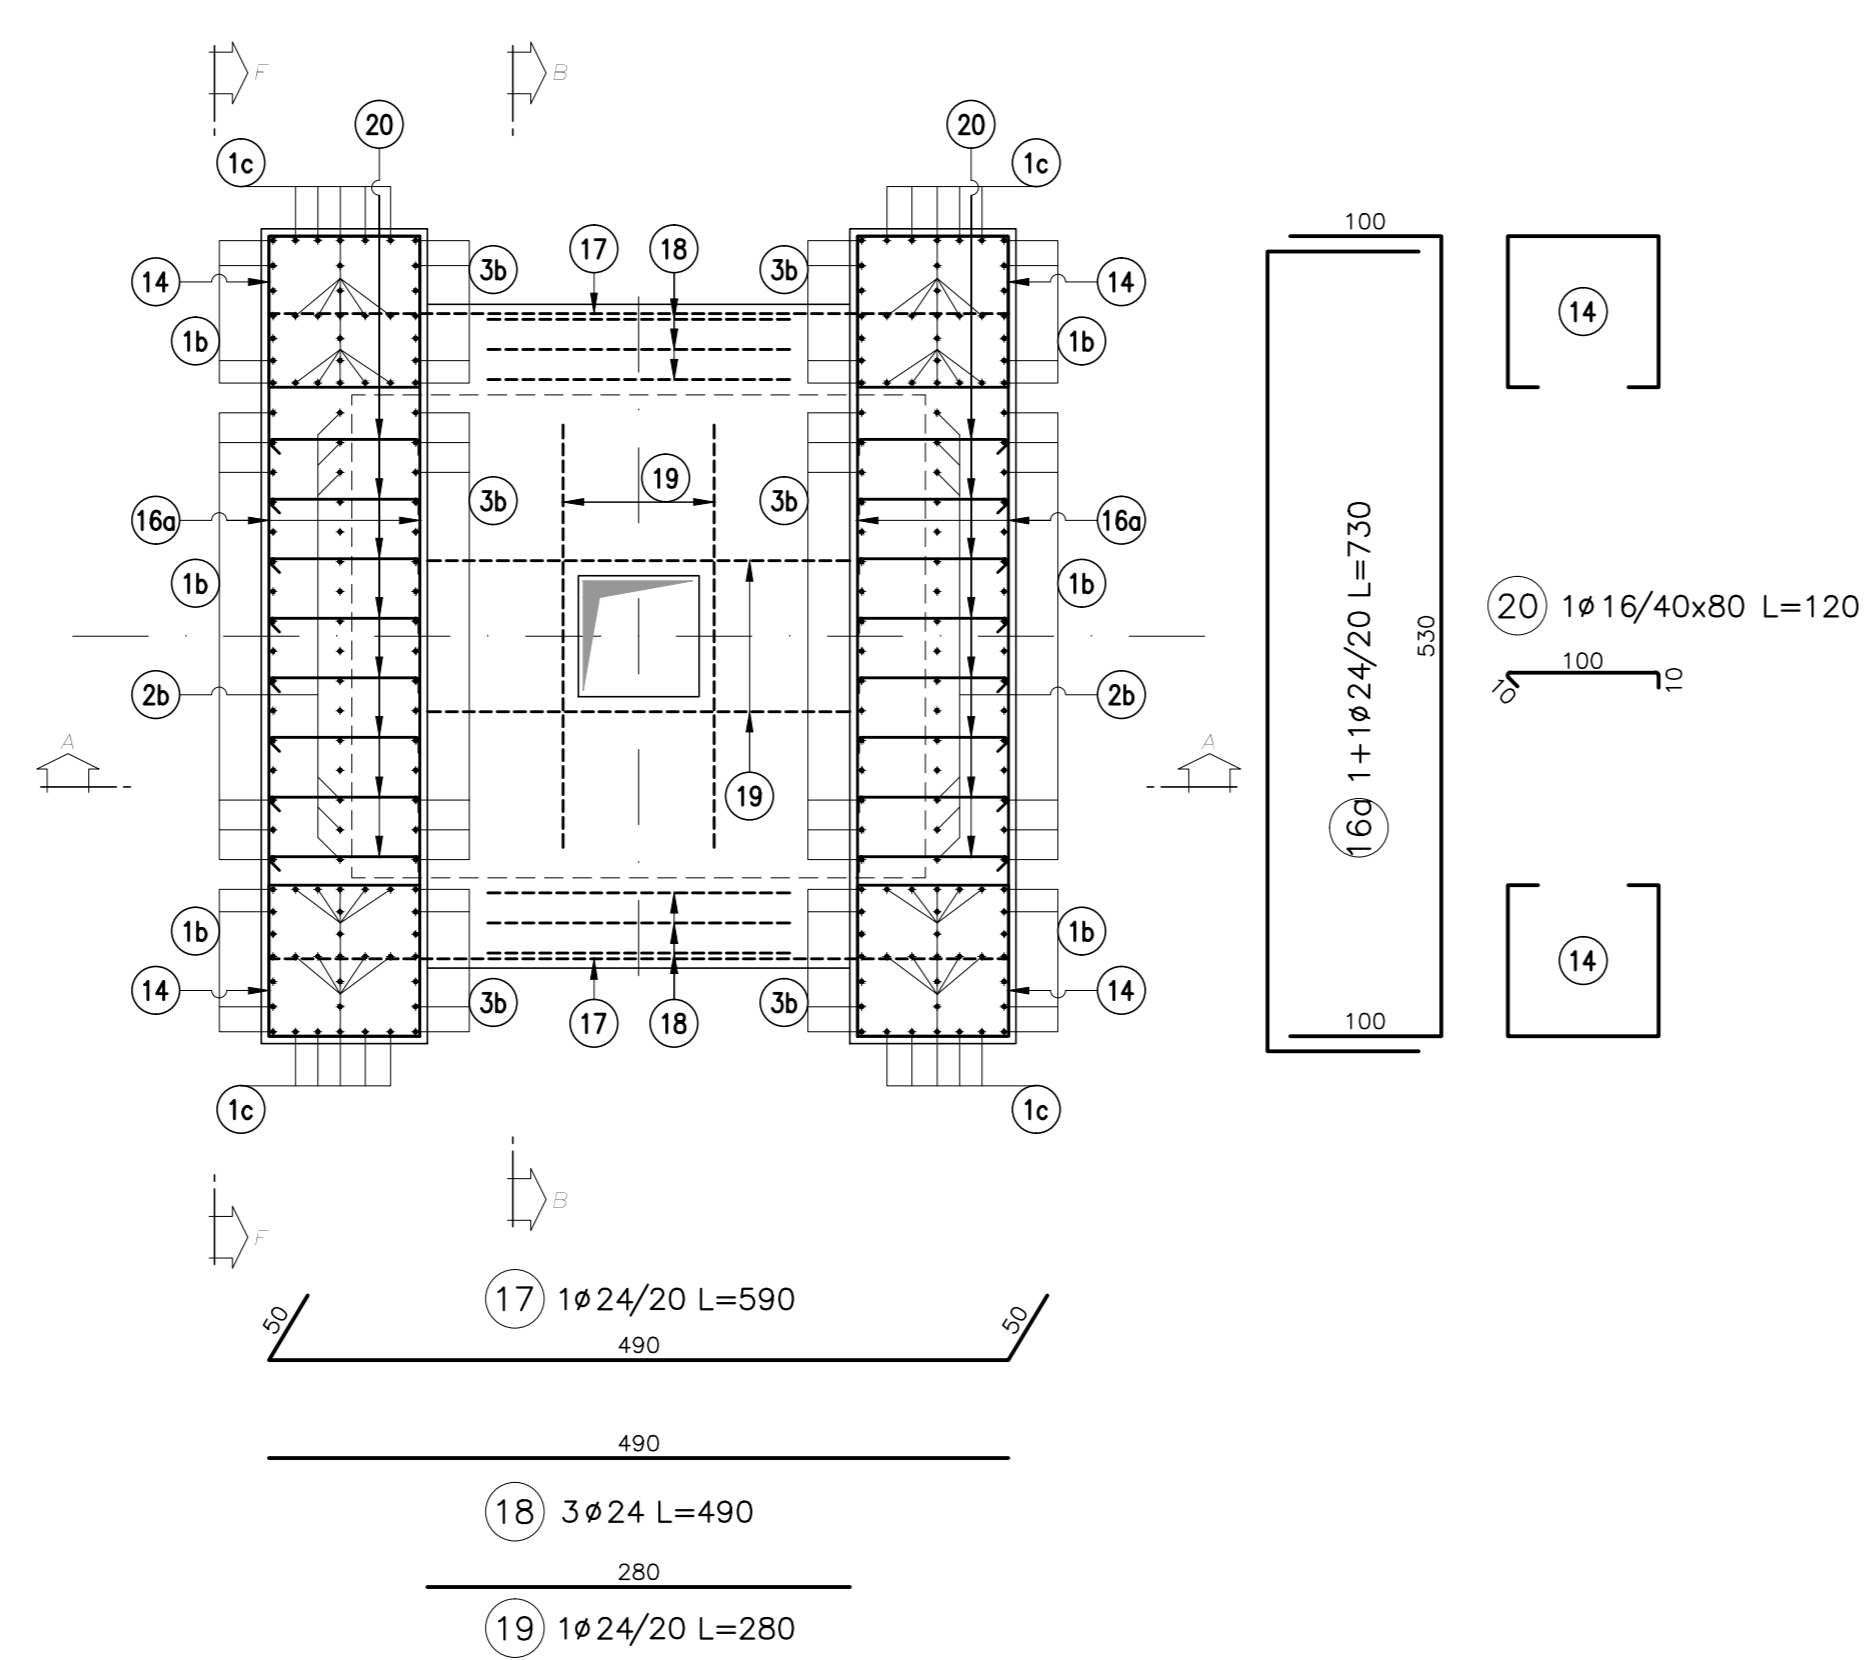 F
B
20
20
1c
1c
100
17
18
3b
3b
14
14
14
1b
1b
19
3b
3b
16a
16a
1b
1b
16a 1+1ø24/20 L=730
530
20 1ø16/40x80 L=120
100
10
10
2b
2b
A
A
19
1b
1b
14
14
14
3b
3b
17
18
100
1c
1c
B
F
17 1ø24/20 L=590
50
50
490
490
18 3ø24 L=490
280
19 1ø24/20 L=280